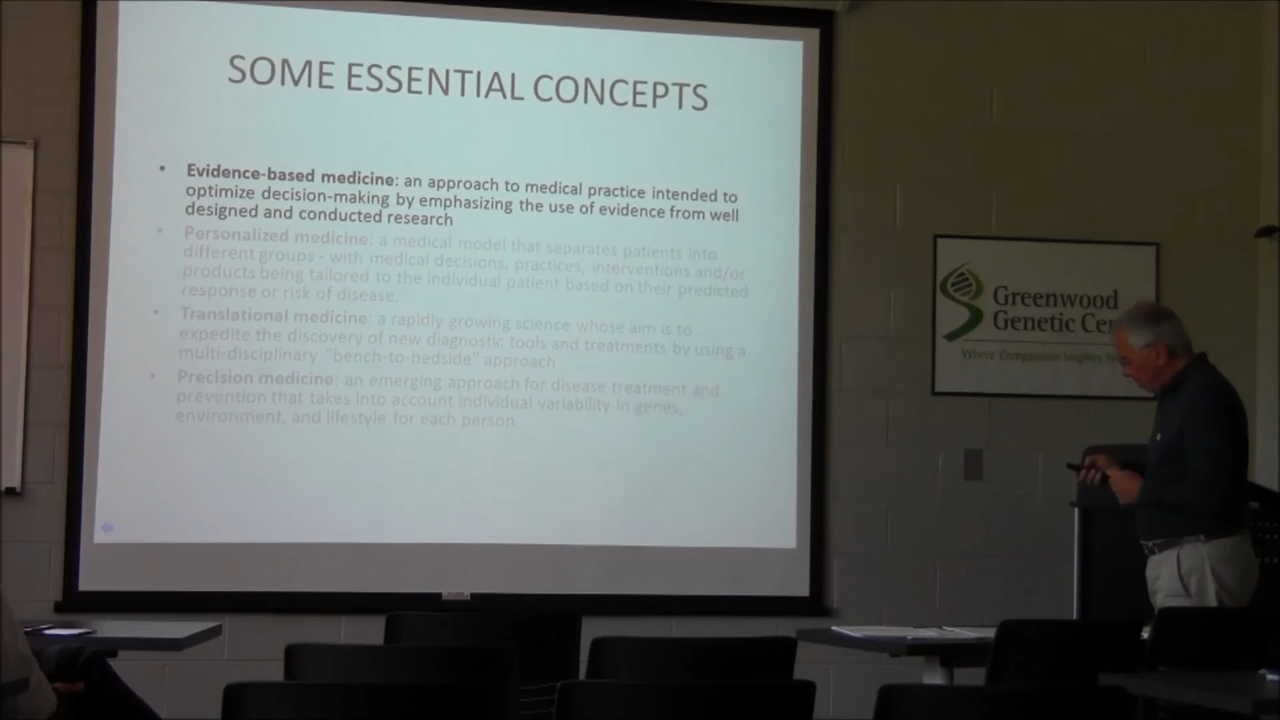 SOME ESSENTIAL CONCEPTS
• Evidence-based medicine: an approach to medical practice intended to
optimize decision-making by emphasizing the use of evidence from well
designed and conducted research
• Personalized medicine: a medical model that separates patients into
different groups - with medical decisions, practices, interventions and/or
products being tailored to the individual patient based on their predicted
response or risk of disease.
• Translational medicine: a rapidly growing science whose aim is to
expedite the discovery of new diagnostic tools and treatments by using a
multi-disciplinary "bench-to-bedside" approach
• Precision medicine: an emerging approach for disease treatment and
prevention that takes into account individual variability in genes,
environment, and lifestyle for each person
Greenwood
Genetic Cen
Where Compassion Inspires